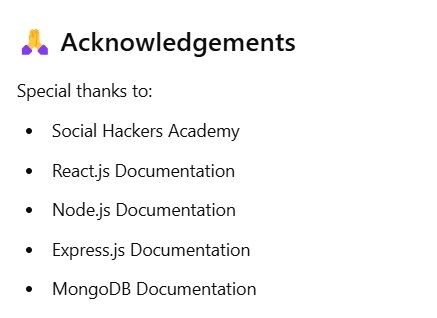 🙏 Acknowledgements
Special thanks to:
• Social Hackers Academy
• React.js Documentation
• Node.js Documentation
• Express.js Documentation
• MongoDB Documentation